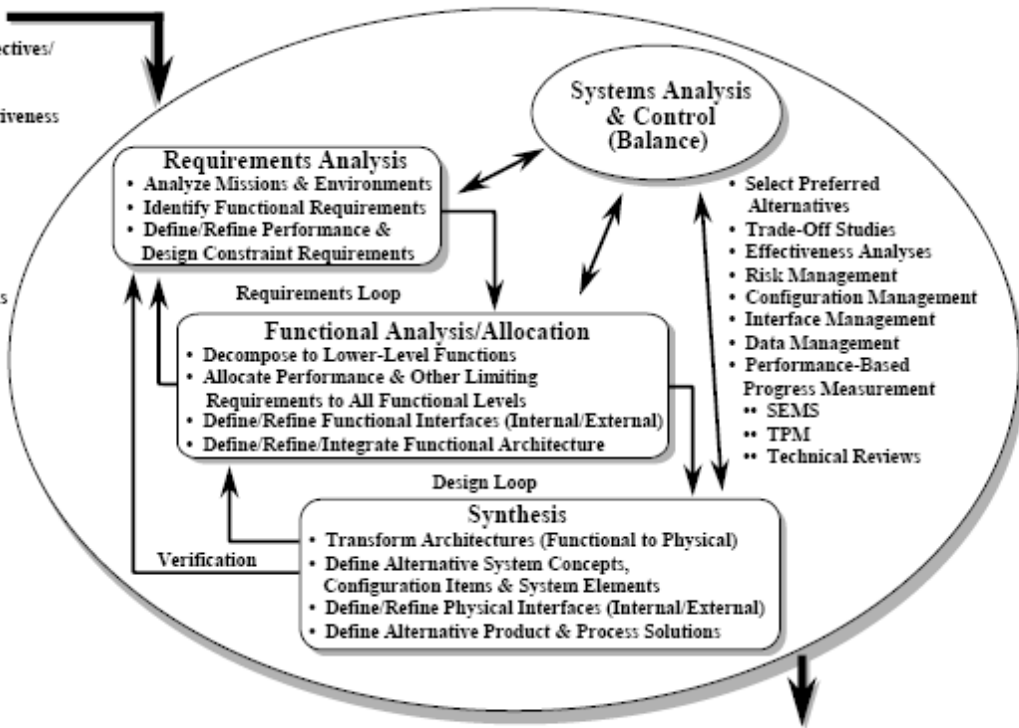 ectives/
iveness
s
Systems Analysis
& Control
(Balance)
Requirements Analysis
• Analyze Missions & Environments
• Identify Functional Requirements
• Define/Refine Performance &
Design Constraint Requirements
• Select Preferred
Alternatives
• Trade-Off Studies
• Effectiveness Analyses
• Risk Management
• Configuration Management
• Interface Management
• Data Management
• Performance-Based
Progress Measurement
•• SEMS
•• TPM
•• Technical Reviews
Requirements Loop
Functional Analysis/Allocation
• Decompose to Lower-Level Functions
• Allocate Performance & Other Limiting
Requirements to All Functional Levels
• Define/Refine Functional Interfaces (Internal/External)
• Define/Refine/Integrate Functional Architecture
Design Loop
Synthesis
• Transform Architectures (Functional to Physical)
• Define Alternative System Concepts,
Configuration Items & System Elements
• Define/Refine Physical Interfaces (Internal/External)
• Define Alternative Product & Process Solutions
Verification